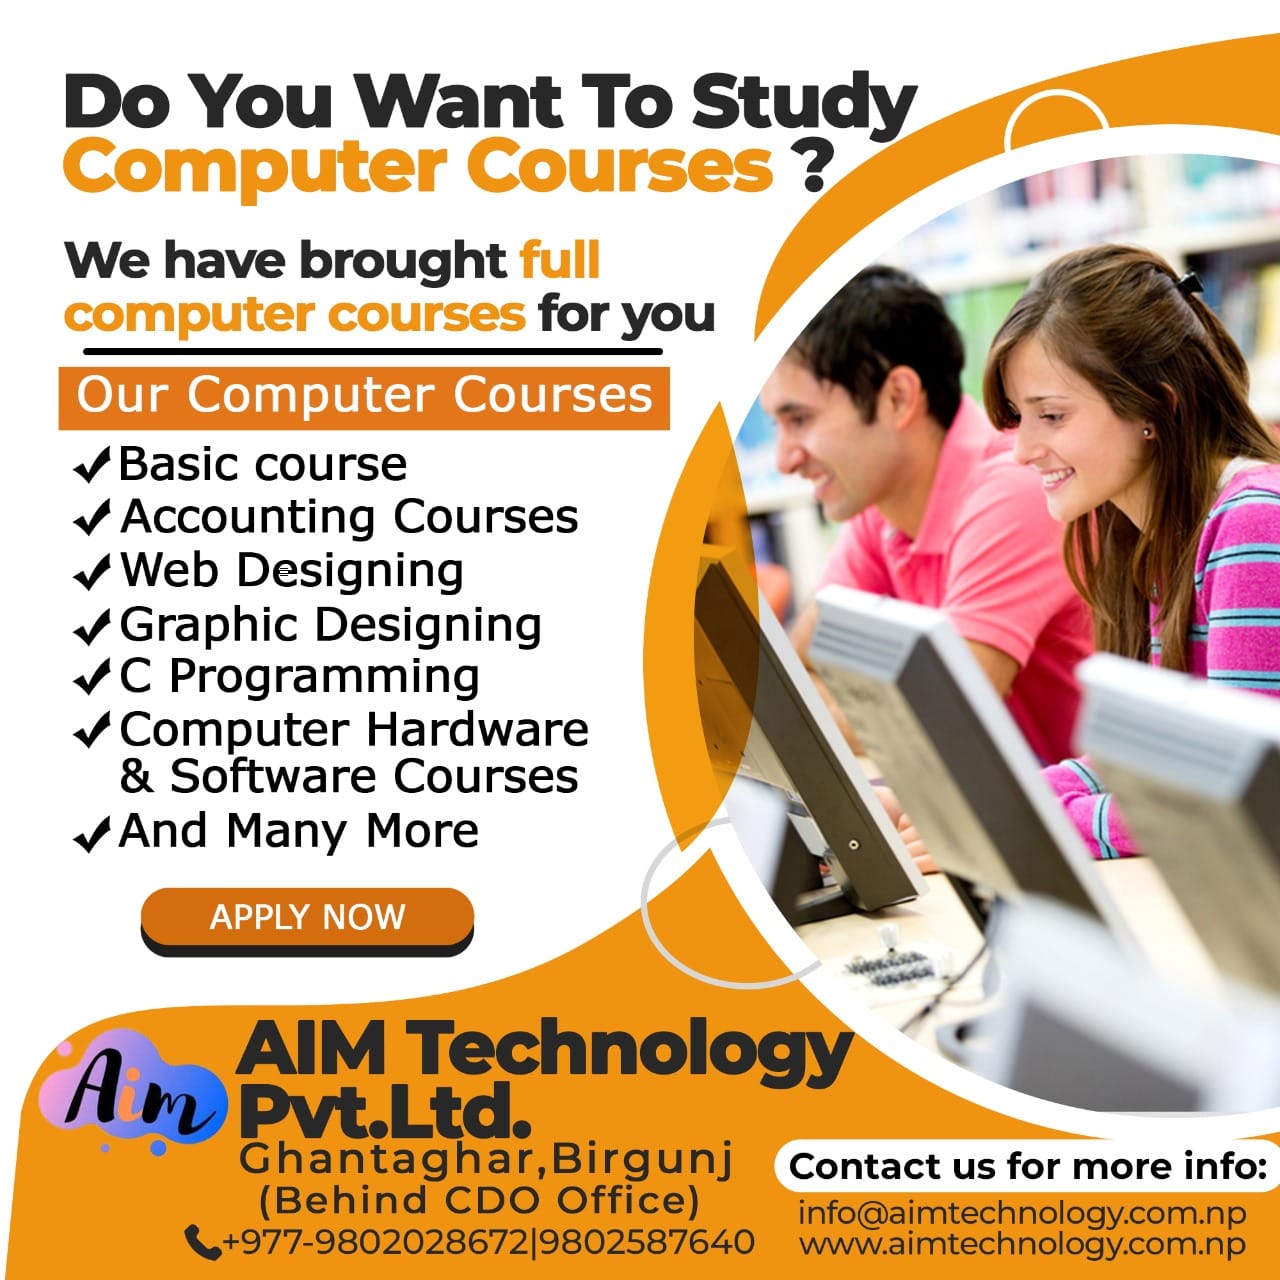 Do You Want To Study
Computer Courses ?
We have brought full
computer courses for you
Our Computer Courses
Basic course
Accounting Courses
Web Designing
Graphic Designing
C Programming
Computer Hardware
& Software Courses
And Many More
APPLY NOW
Aim
AIM Technology
Pvt.Ltd.
Ghantaghar,Birgunj
(Behind CDO Office)
+977-9802028672|9802587640
Contact us for more info:
info@aimtechnology.com.np
www.aimtechnology.com.np